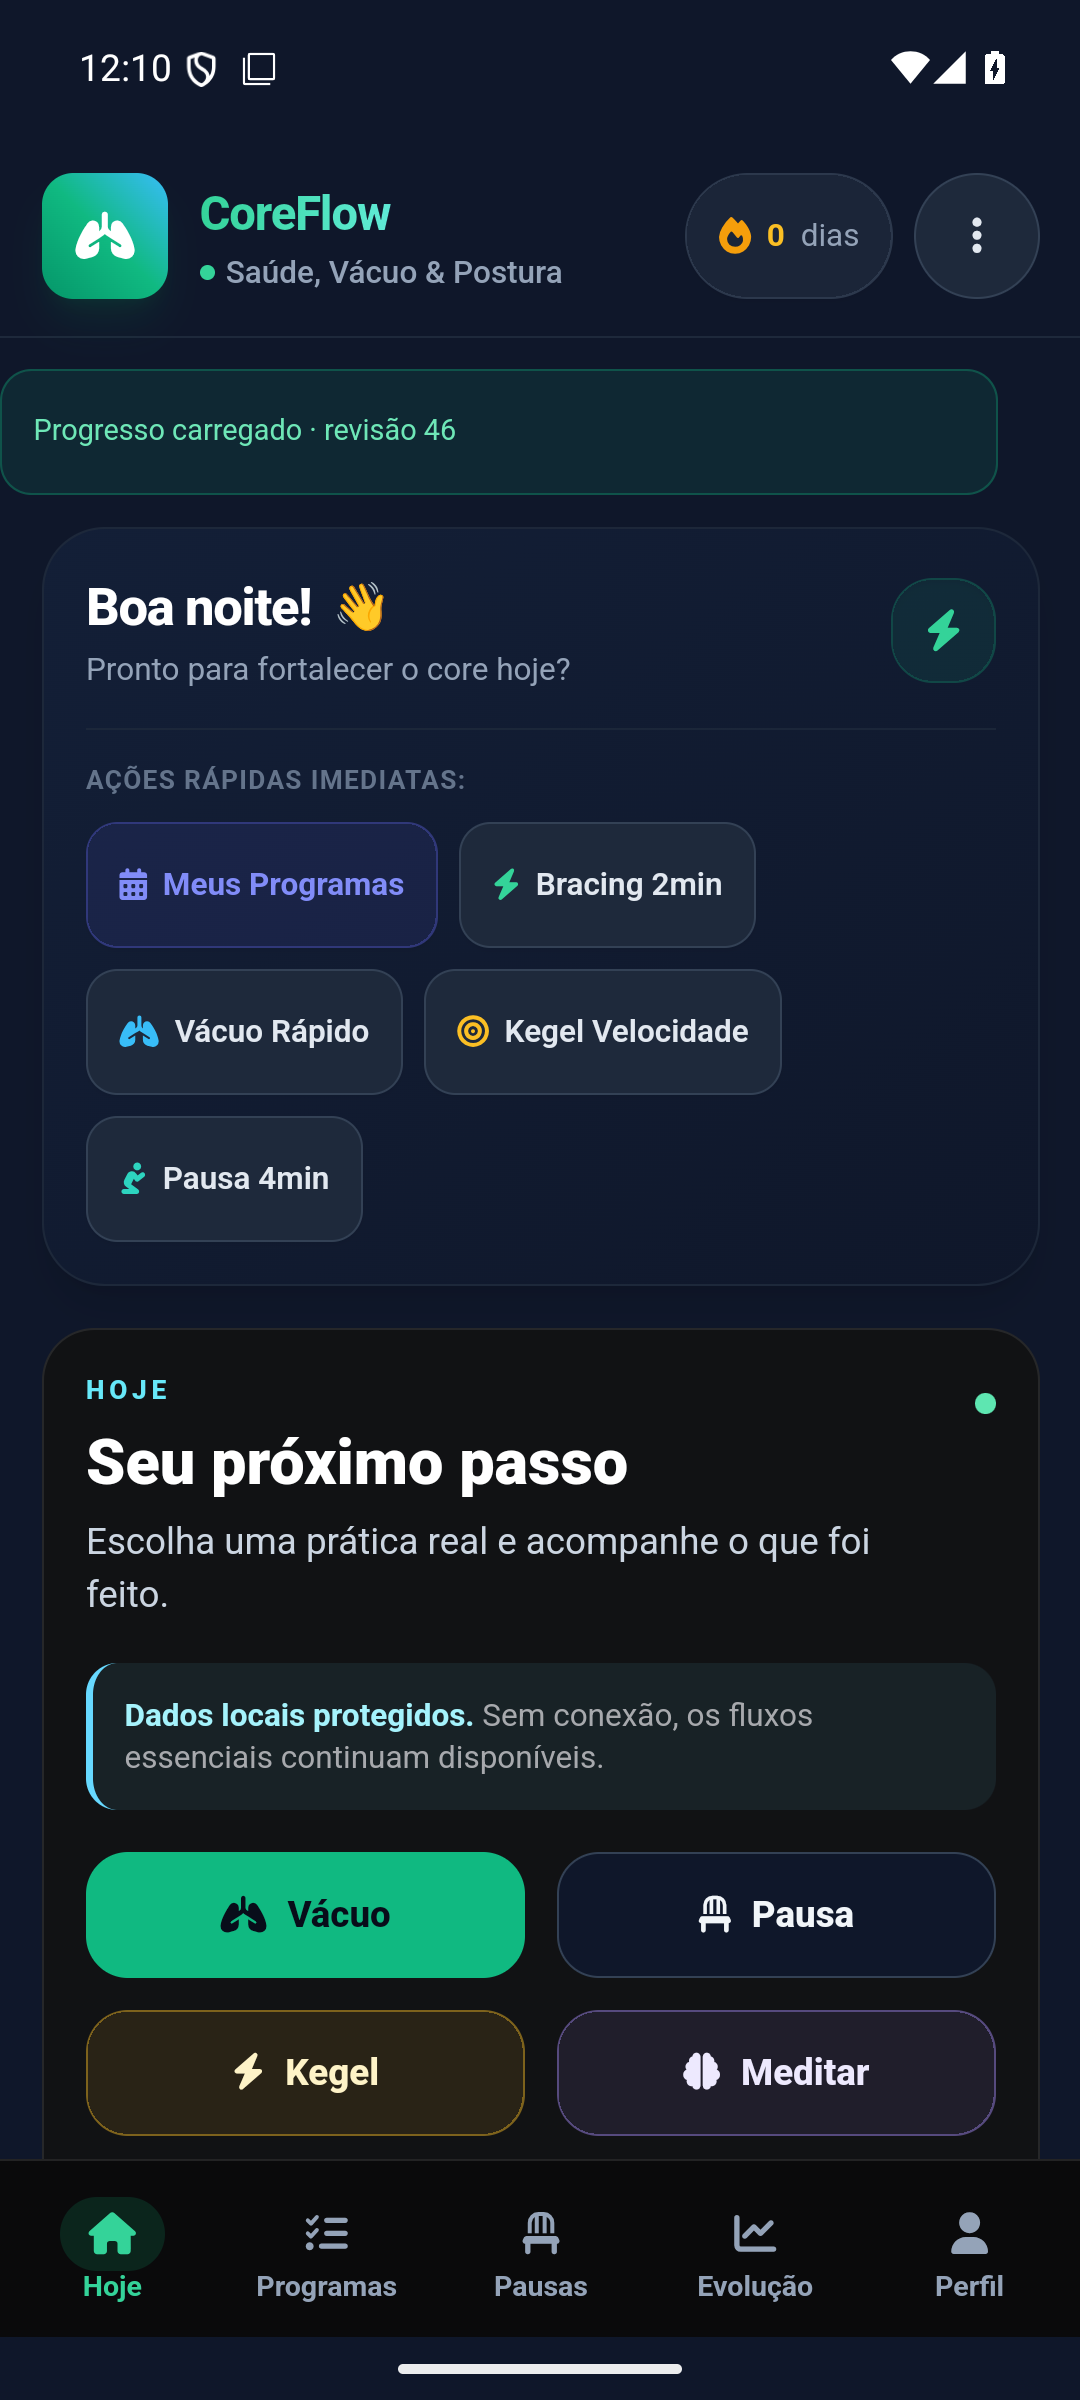 12:10
CoreFlow
Saúde, Vácuo & Postura
0 dias
Progresso carregado · revisão 46
Boa noite! 👋
Pronto para fortalecer o core hoje?
AÇÕES RÁPIDAS IMEDIATAS:
Meus Programas
Bracing 2min
Vácuo Rápido
Kegel Velocidade
Pausa 4min
HOJE
Seu próximo passo
Escolha uma prática real e acompanhe o que foi
feito.
Dados locais protegidos. Sem conexão, os fluxos
essenciais continuam disponíveis.
Vácuo
Pausa
Kegel
Meditar
Hoje
Programas
Pausas
Evolução
Perfil